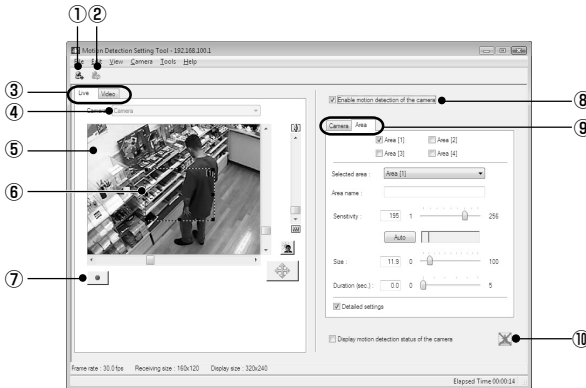 ① ②
Motion Detection Setting Tool - 192.168.100.1
File Edit View Camera Tools Help
③ Live Video
④ Camera : Camera
⑤
⑥
⑦
⑧ Enable motion detection of the camera
⑨ Camera Area
Area [1] Area [2]
Area [3] Area [4]
Selected area : Area [1]
Area name :
Sensitivity : 195 1 256
Auto
Size : 11.9 0 100
Duration (sec.) : 0.0 0 5
Detailed settings
Display motion detection status of the camera ⑩
Frame rate : 30.0 fps Receiving size : 160x120 Display size : 320x240
Elapsed Time 00:00:14